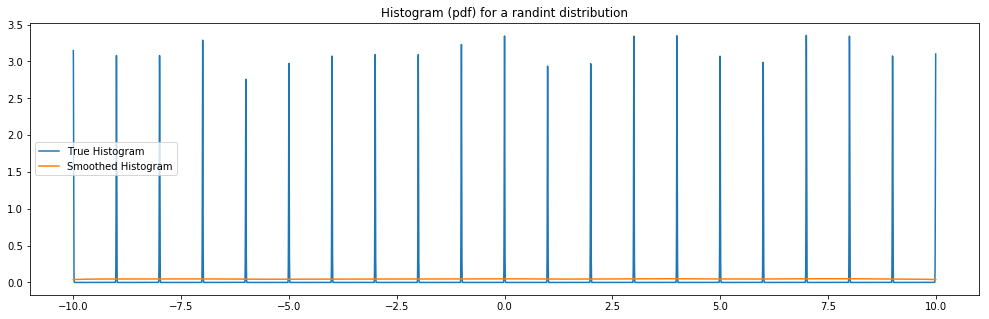 Histogram (pdf) for a randint distribution
3.5
3.0
2.5
2.0
1.5
1.0
0.5
0.0
True Histogram
Smoothed Histogram
−10.0 −7.5 −5.0 −2.5 0.0 2.5 5.0 7.5 10.0